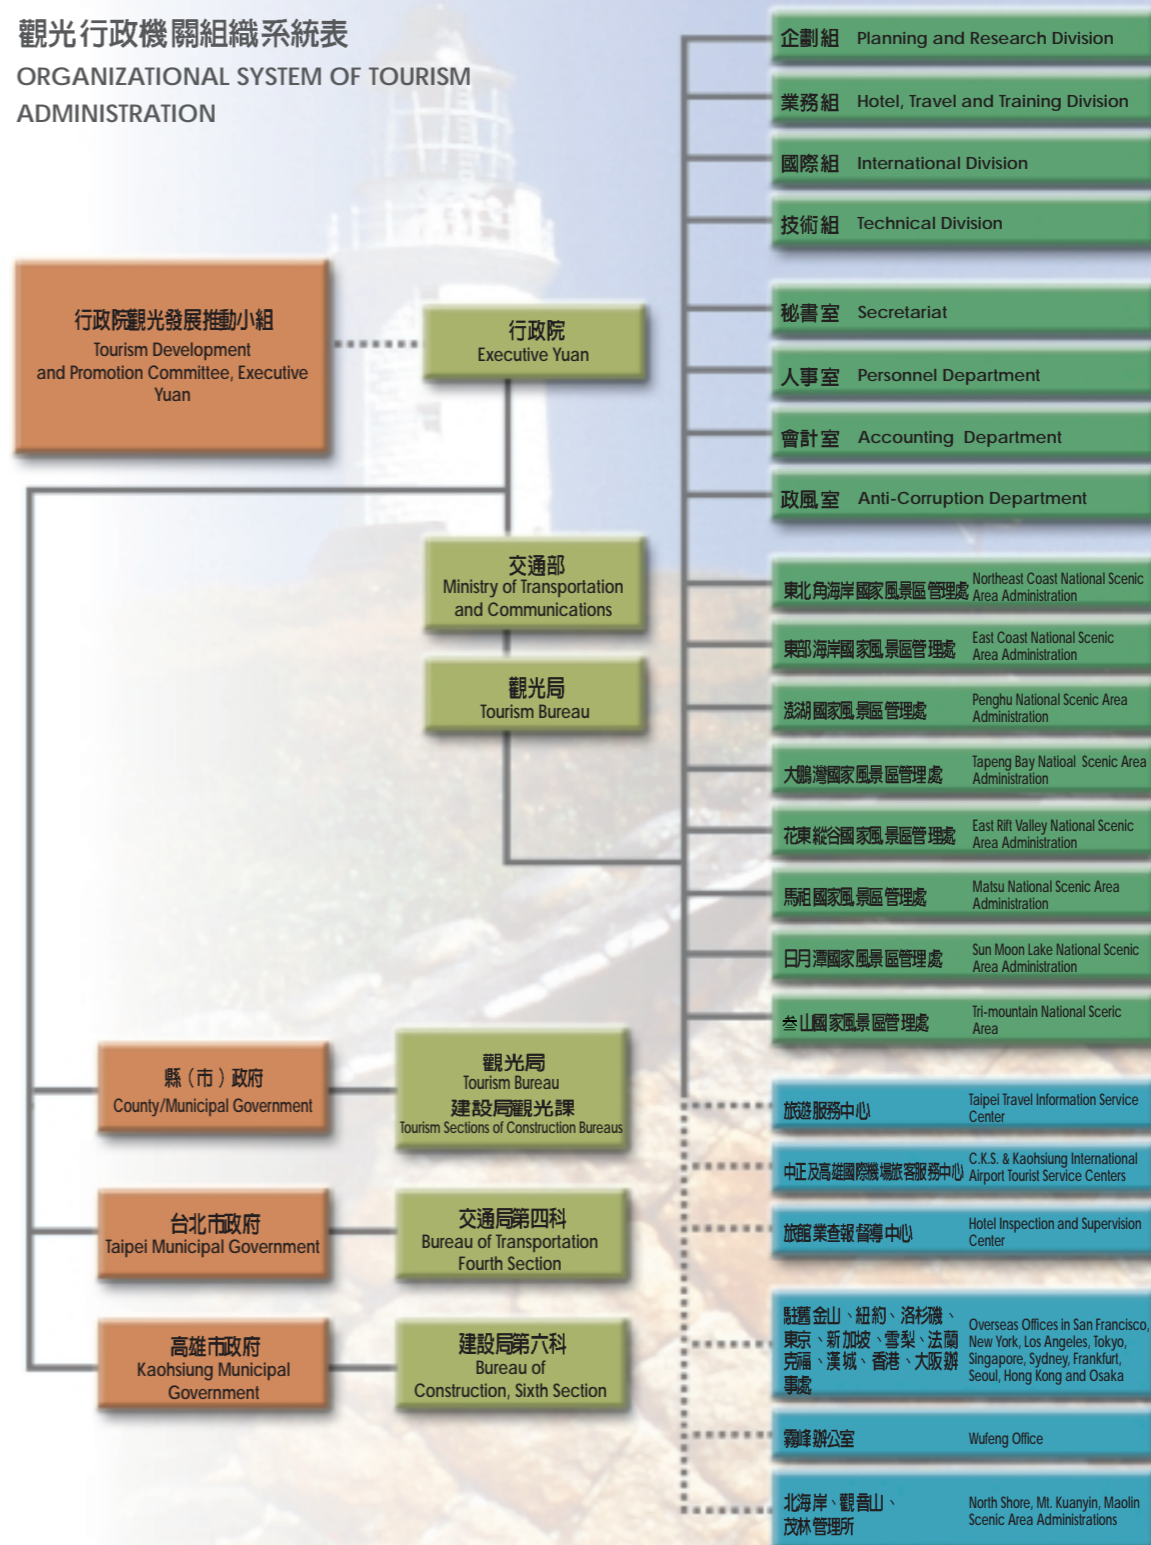 觀光行政機關組織系統表
ORGANIZATIONAL SYSTEM OF TOURISM
ADMINISTRATION
行政院觀光發展推動小組
Tourism Development
and Promotion Committee, Executive
Yuan
行政院
Executive Yuan
交通部
Ministry of Transportation
and Communications
觀光局
Tourism Bureau
縣（市）政府
County/Municipal Government
觀光局
Tourism Bureau
建設局觀光課
Tourism Sections of Construction Bureaus
台北市政府
Taipei Municipal Government
交通局第四科
Bureau of Transportation
Fourth Section
高雄市政府
Kaohsiung Municipal
Government
建設局第六科
Bureau of
Construction, Sixth Section
企劃組 Planning and Research Division
業務組 Hotel, Travel and Training Division
國際組 International Division
技術組 Technical Division
秘書室 Secretariat
人事室 Personnel Department
會計室 Accounting Department
政風室 Anti-Corruption Department
東北角海岸國家風景區管理處 Northeast Coast National Scenic
Area Administration
東部海岸國家風景區管理處 East Coast National Scenic
Area Administration
澎湖國家風景區管理處 Penghu National Scenic Area
Administration
大鵬灣國家風景區管理處 Tapeng Bay Natioal Scenic Area
Administration
花東縱谷國家風景區管理處 East Rift Valley National Scenic
Area Administration
馬祖國家風景區管理處 Matsu National Scenic Area
Administration
日月潭國家風景區管理處 Sun Moon Lake National Scenic
Area Administration
參山國家風景區管理處 Tri-mountain National Sceric
Area
旅遊服務中心 Taipei Travel Information Service
Center
中正及高雄國際機場旅客服務中心 C.K.S. & Kaohsiung International
Airport Tourist Service Centers
旅館業查報督導中心 Hotel Inspection and Supervision
Center
駐舊金山、紐約、洛杉磯、
東京、新加坡、雪梨、法蘭
克福、漢城、香港、大阪辦
事處
Overseas Offices in San Francisco,
New York, Los Angeles, Tokyo,
Singapore, Sydney, Frankfurt,
Seoul, Hong Kong and Osaka
霧峰辦公室 Wufeng Office
北海岸、觀音山、
茂林管理所
North Shore, Mt. Kuanyin, Maolin
Scenic Area Administrations